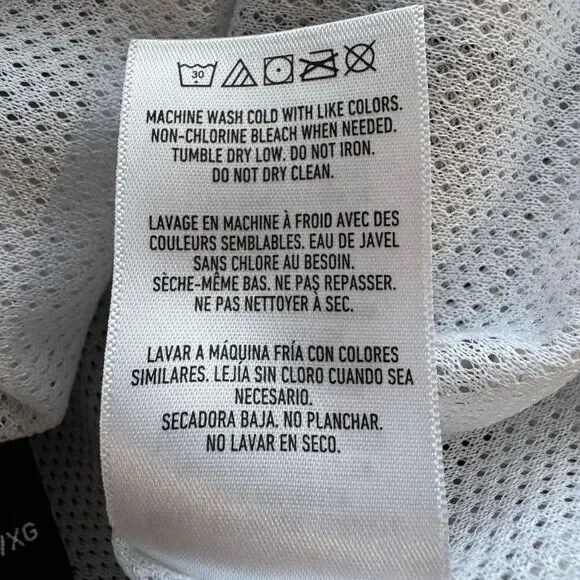 30
MACHINE WASH COLD WITH LIKE COLORS.
NON-CHLORINE BLEACH WHEN NEEDED.
TUMBLE DRY LOW. DO NOT IRON.
DO NOT DRY CLEAN.
LAVAGE EN MACHINE À FROID AVEC DES
COULEURS SEMBLABLES. EAU DE JAVEL
SANS CHLORE AU BESOIN.
SÈCHE-MÊME BAS. NE PAS REPASSER.
NE PAS NETTOYER À SEC.
LAVAR A MÁQUINA FRÍA CON COLORES
SIMILARES. LEJÍA SIN CLORO CUANDO SEA
NECESARIO.
SECADORA BAJA. NO PLANCHAR.
NO LAVAR EN SECO.
/XG